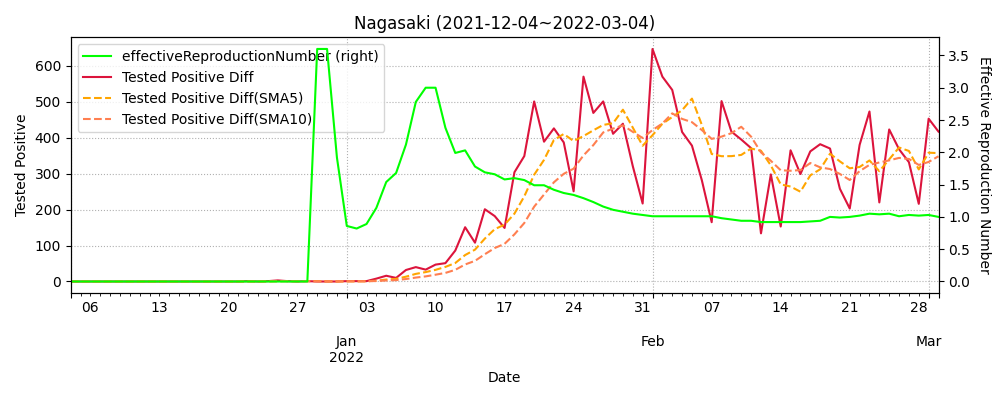 Nagasaki (2021-12-04~2022-03-04)
effectiveReproductionNumber (right)
Tested Positive Diff
Tested Positive Diff(SMA5)
Tested Positive Diff(SMA10)
Tested Positive
600
500
400
300
200
100
0
3.5
3.0
2.5
2.0
1.5
1.0
0.5
0.0
Effective Reproduction Number
06 13 20 27 03 10 17 24 31 07 14 21 28
Jan Feb Mar
2022
Date